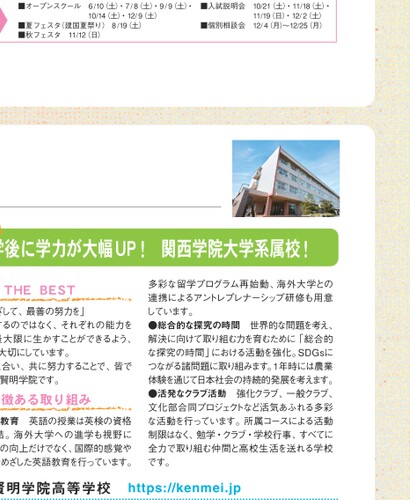 ■オープンスクール 6/10（土）・7/8（土）・9/9（土）・
10/14（土）・12/9（土）
■夏フェスタ（建国夏祭り） 8/19（土）
■秋フェスタ 11/12（日）
■入試説明会 10/21（土）・11/18（土）・
11/19（日）・12/2（土）
■個別相談会 12/4（月）〜12/25（月）
学後に学力が大幅UP！ 関西学院大学系属校！
THE BEST
ざして、最善の努力を」
するのではなく、それぞれの能力を
最大限に生かすことができるよう、
大切にしています。
合い、共に努力することで、皆で
賢明学院です。
徴ある取り組み
教育 英語の授業は英検の資格
結。海外大学への進学も視野に
の向上だけでなく、国際的感覚や
めざした英語教育を行っています。
多彩な留学プログラム再始動、海外大学との
連携によるアントレプレナーシップ研修も用意
しています。
●総合的な探究の時間 世界的な問題を考え、
解決に向けて取り組む力を育むために「総合的
な探究の時間」における活動を強化。SDGsに
つながる諸問題に取り組みます。1年時には農業
体験を通じて日本社会の持続的発展を考えます。
●活発なクラブ活動 強化クラブ、一般クラブ、
文化部合同プロジェクトなど活気あふれる多彩
な活動を行っています。所属コースによる活動
制限はなく、勉学・クラブ・学校行事、すべてに
全力で取り組む仲間と高校生活を送れる学校
です。
賢明学院高等学校 https://kenmei.jp